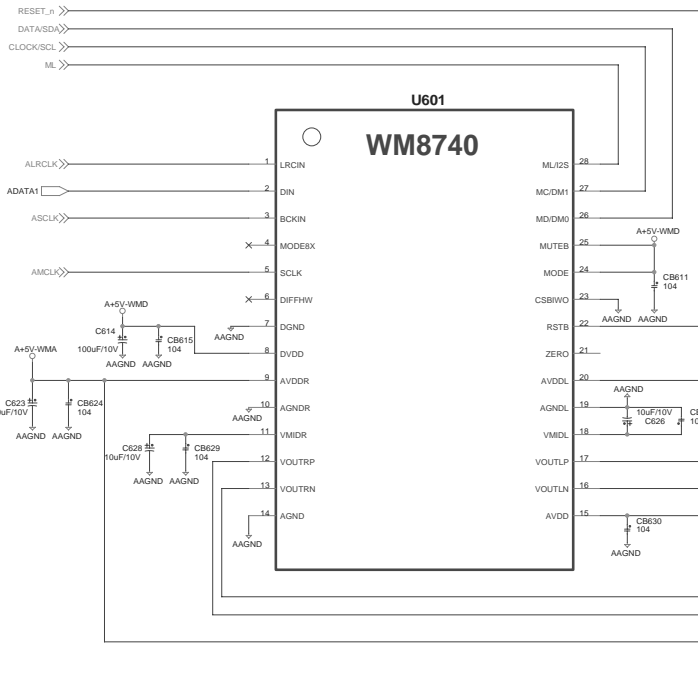 RESET_n
DATA/SDA
CLOCK/SCL
ML
U601
WM8740
ALRCLK
1 LRCIN
ML/I2S 28
ADATA1
2 DIN
MC/DM1 27
ASCLK
3 BCKIN
MD/DM0 26
A+5V-WMD
4 MODE8X
MUTEB 25
AMCLK
5 SCLK
MODE 24
CB611
104
6 DIFFHW
CSBIWO 23
A+5V-WMD
AAGND AAGND
C614
100uF/10V
CB615
104
AAGND
7 DGND
RSTB 22
A+5V-WMA
8 DVDD
ZERO 21
AAGND AAGND
9 AVDDR
AVDDL 20
AAGND
C623
uF/10V
CB624
104
AAGND
10 AGNDR
AGNDL 19
10uF/10V
C626
AAGND AAGND
11 VMIDR
VMIDL 18
C628
10uF/10V
CB629
104
12 VOUTRP
VOUTLP 17
AAGND AAGND
13 VOUTRN
VOUTLN 16
14 AGND
AVDD 15
CB630
104
AAGND
AAGND